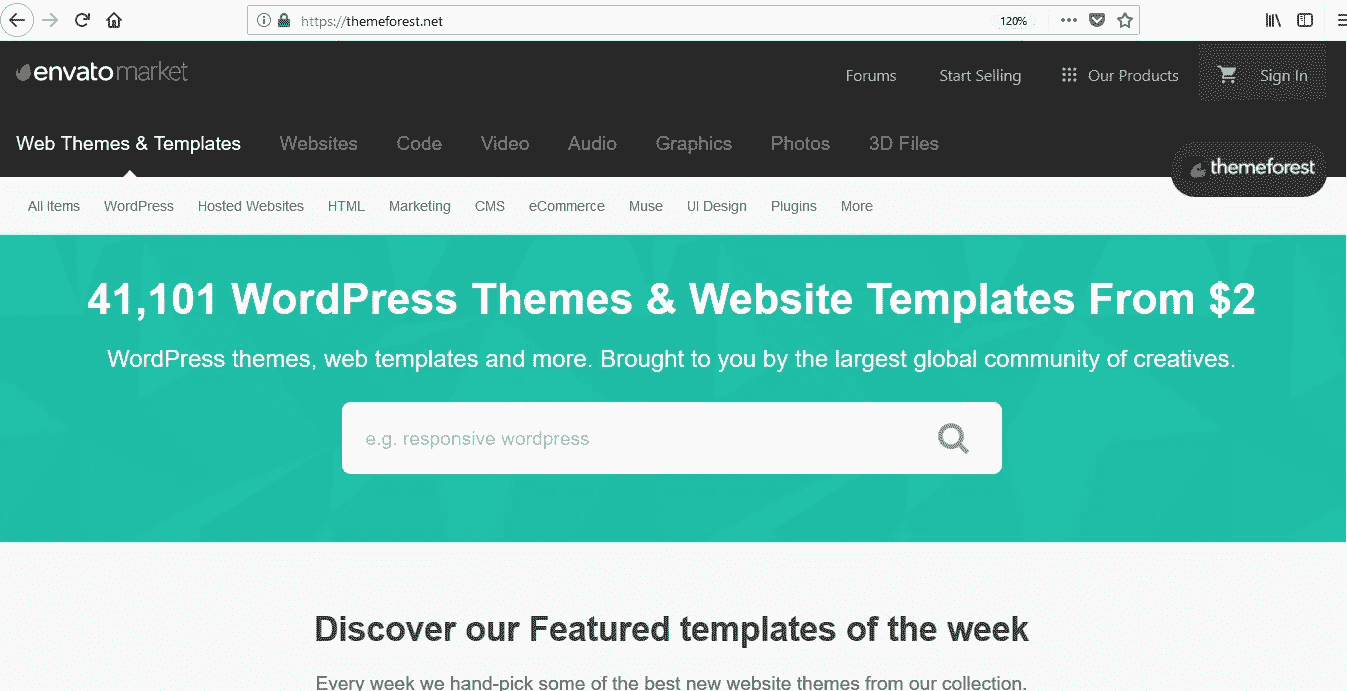 https://themeforest.net
120%
envato market
Forums
Start Selling
Our Products
Sign In
Web Themes & Templates
Websites
Code
Video
Audio
Graphics
Photos
3D Files
themeforest
All Items
WordPress
Hosted Websites
HTML
Marketing
CMS
eCommerce
Muse
UI Design
Plugins
More
41,101 WordPress Themes & Website Templates From $2
WordPress themes, web templates and more. Brought to you by the largest global community of creatives.
e.g. responsive wordpress
Discover our Featured templates of the week
Every week we hand-pick some of the best new website themes from our collection.